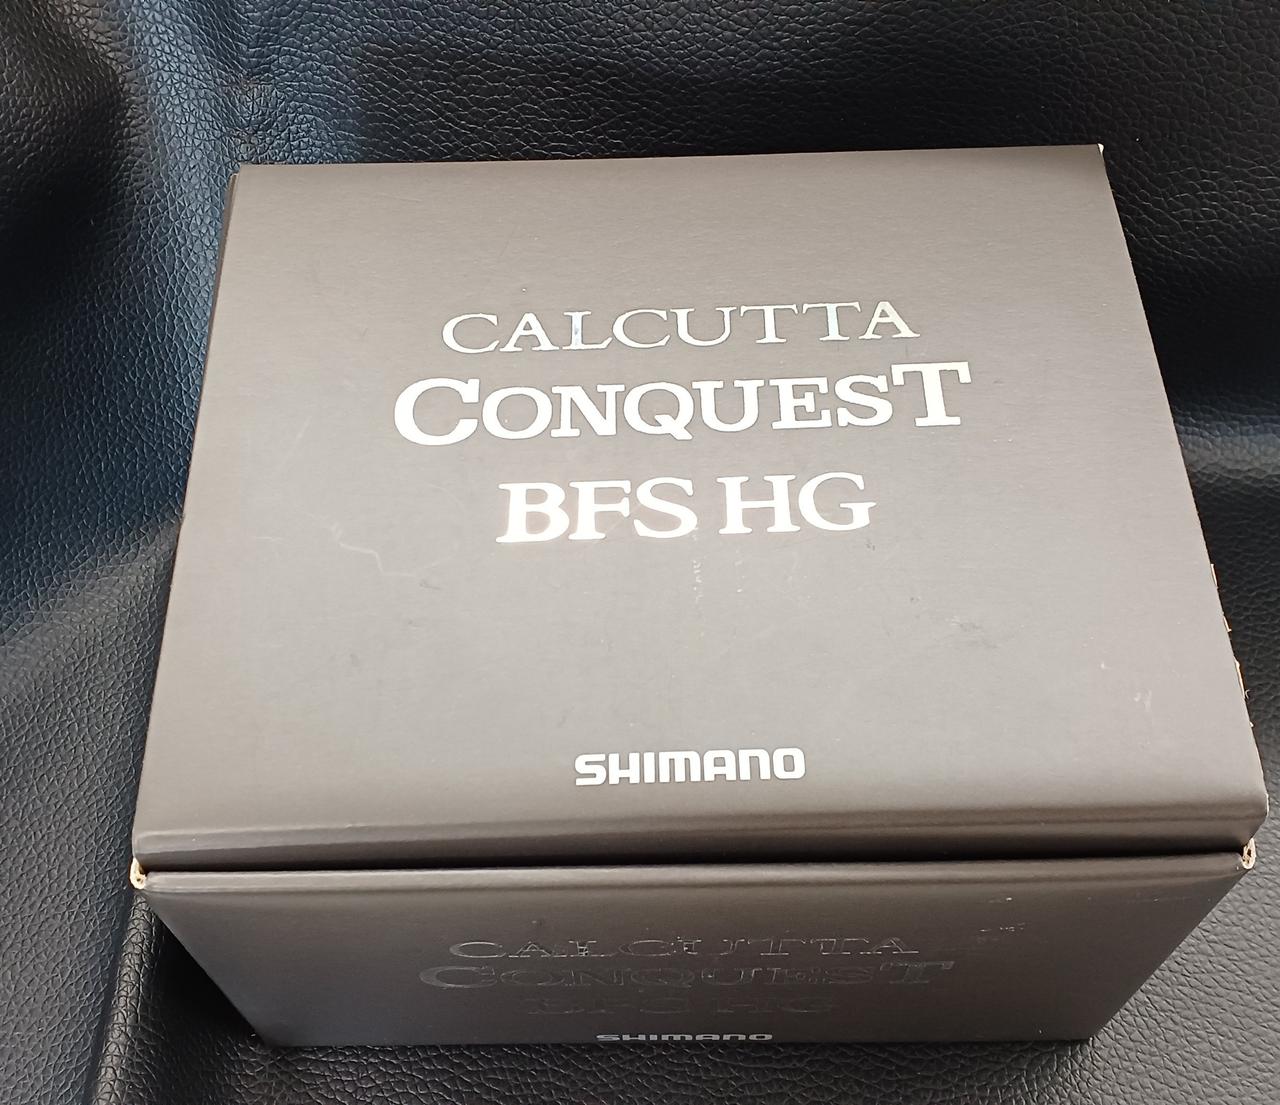 CALCUTTA
CONQUEST
BFS HG
SHIMANO
CALCUTTA
CONQUEST
BFS HG
SHIMANO